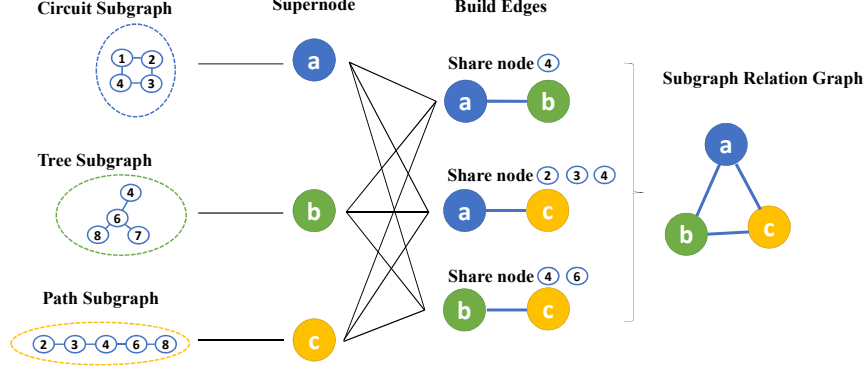 Circuit Subgraph
Supernode
Build Edges
1 2
4 3
a
Share node 4
a b
Subgraph Relation Graph
a
b c
Tree Subgraph
4
6
8 7
b
Share node 2 3 4
a c
Path Subgraph
2 3 4 6 8
c
Share node 4 6
b c